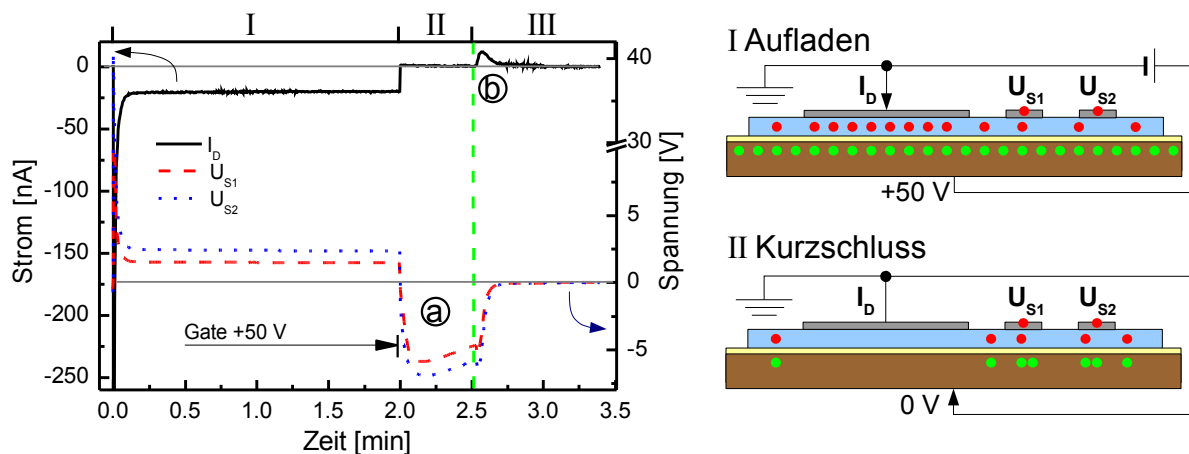 I II III
0
-50
-100
-150
-200
-250
Strom [nA]
0.0 0.5 1.0 1.5 2.0 2.5 3.0 3.5
Zeit [min]
40
30
5
0
-5
Spannung [V]
I_D
U_S1
U_S2
Gate +50 V
a
b
I Aufladen
I_D U_S1 U_S2
+50 V
II Kurzschluss
I_D U_S1 U_S2
0 V